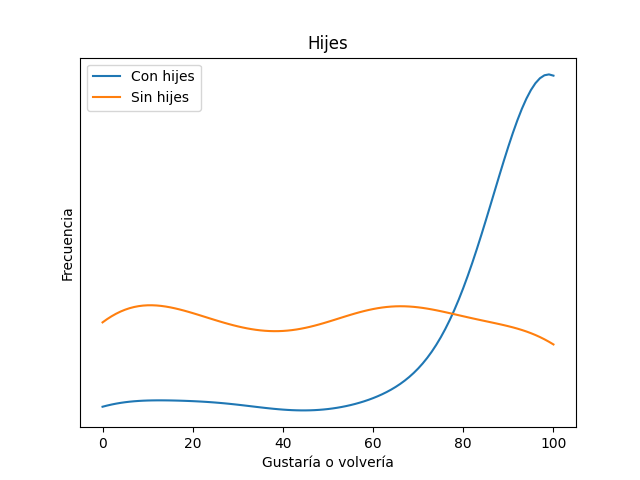 Hijes
Con hijes
Sin hijes
Frecuencia
0 20 40 60 80 100
Gustaría o volvería